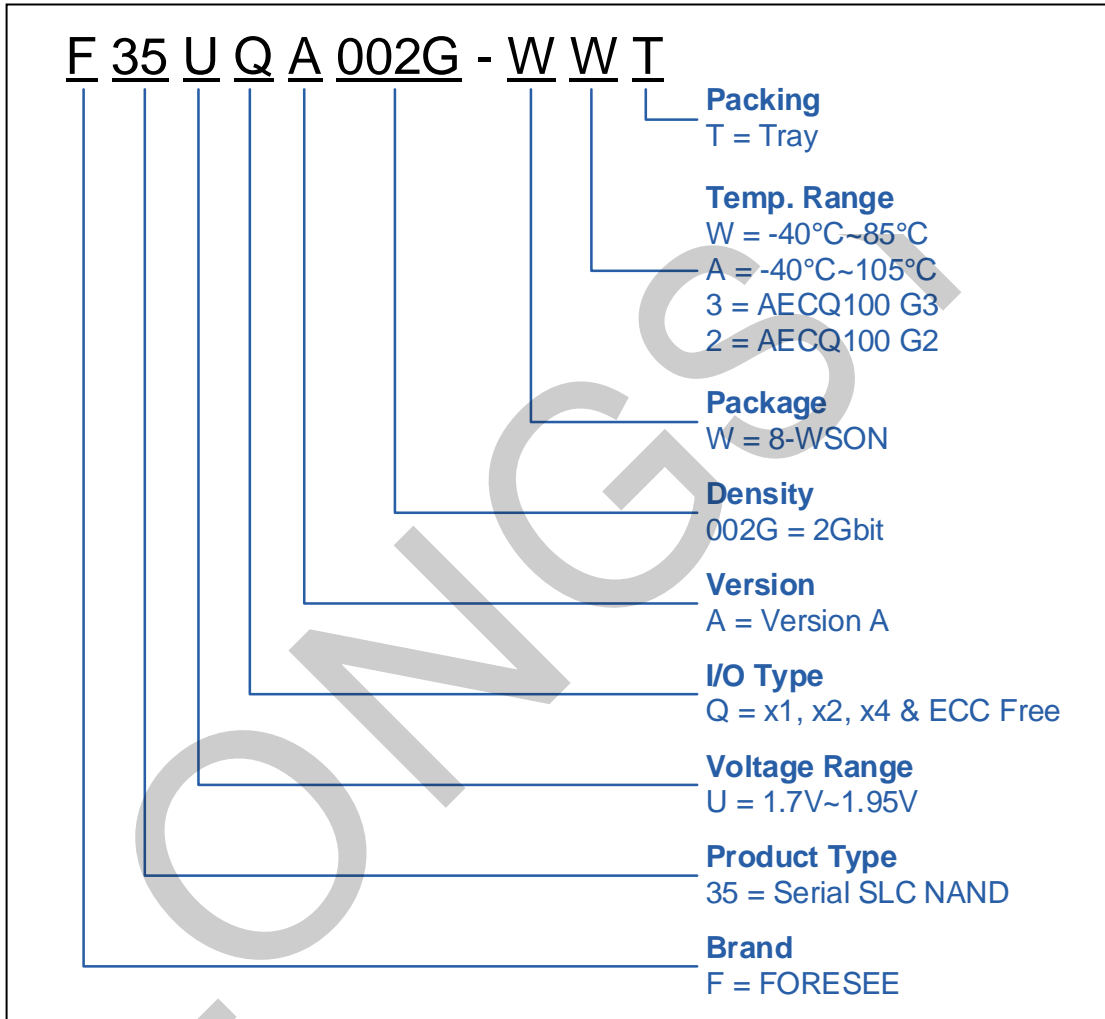 F 35 U Q A 002G - W W T
Packing
T = Tray
Temp. Range
W = -40°C~85°C
A = -40°C~105°C
3 = AECQ100 G3
2 = AECQ100 G2
Package
W = 8-WSON
Density
002G = 2Gbit
Version
A = Version A
I/O Type
Q = x1, x2, x4 & ECC Free
Voltage Range
U = 1.7V~1.95V
Product Type
35 = Serial SLC NAND
Brand
F = FORESEE
ONGS